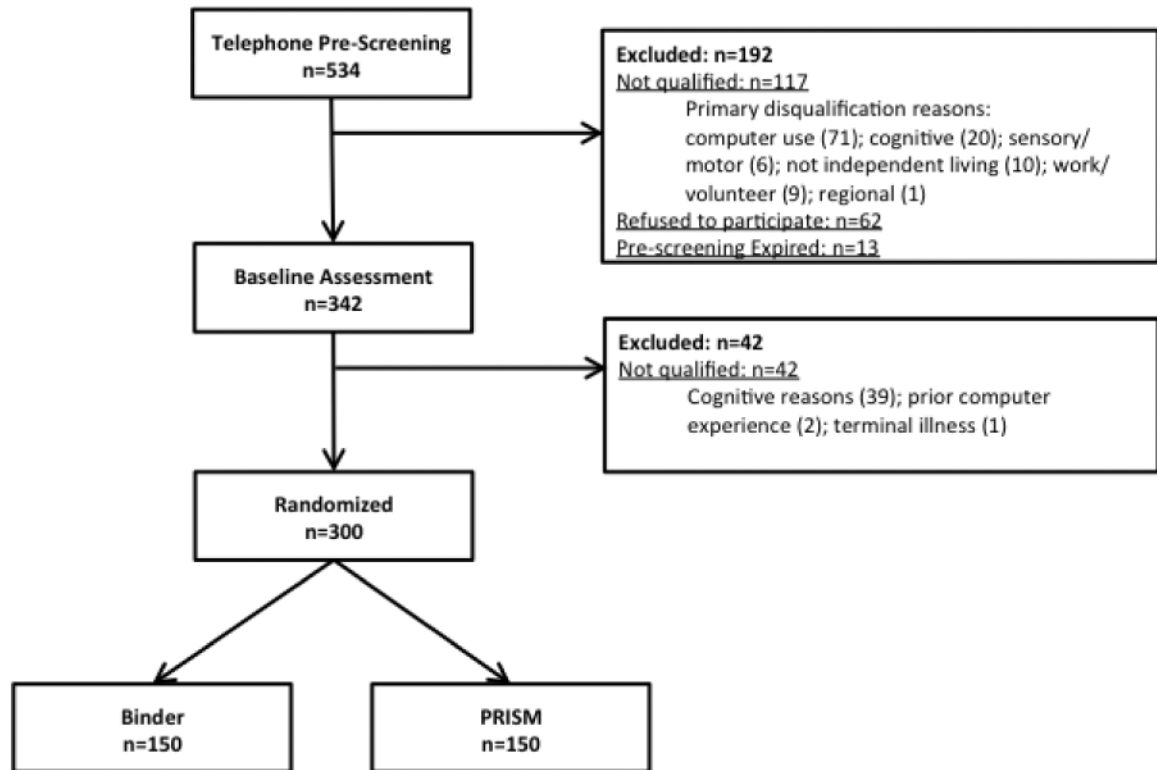 Telephone Pre-Screening
n=534
Excluded: n=192
Not qualified: n=117
Primary disqualification reasons:
computer use (71); cognitive (20); sensory/
motor (6); not independent living (10); work/
volunteer (9); regional (1)
Refused to participate: n=62
Pre-screening Expired: n=13
Baseline Assessment
n=342
Excluded: n=42
Not qualified: n=42
Cognitive reasons (39); prior computer
experience (2); terminal illness (1)
Randomized
n=300
Binder
n=150
PRISM
n=150